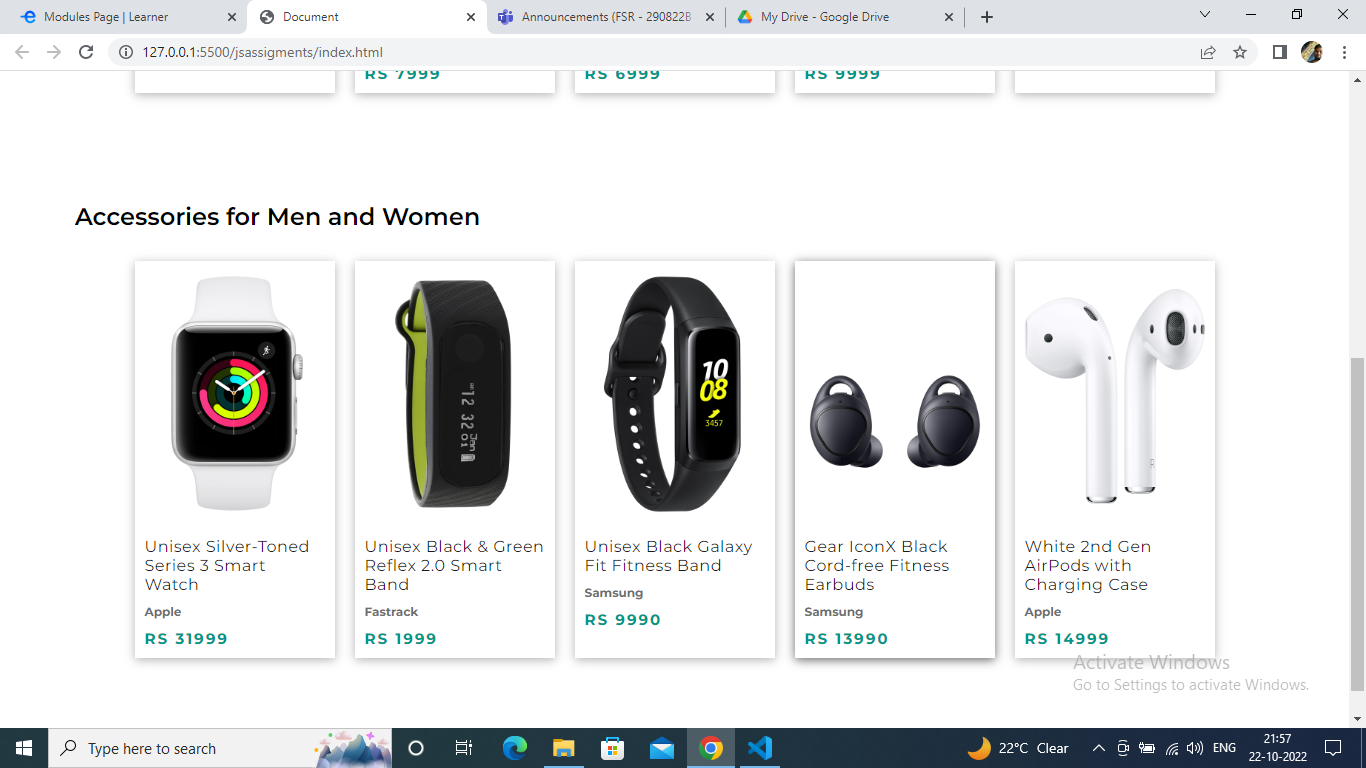 Modules Page | Learner
Document
Announcements (FSR - 290822B
My Drive - Google Drive
127.0.0.1:5500/jsassigments/index.html
RS 7999
RS 6999
RS 9999
Accessories for Men and Women
10
08
3457
12 32
Jan
01
Unisex Silver-Toned
Series 3 Smart
Watch
Apple
RS 31999
Unisex Black & Green
Reflex 2.0 Smart
Band
Fastrack
RS 1999
Unisex Black Galaxy
Fit Fitness Band
Samsung
RS 9990
Gear IconX Black
Cord-free Fitness
Earbuds
Samsung
RS 13990
White 2nd Gen
AirPods with
Charging Case
Apple
RS 14999
Activate Windows
Go to Settings to activate Windows.
Type here to search
22°C Clear
ENG
21:57
22-10-2022